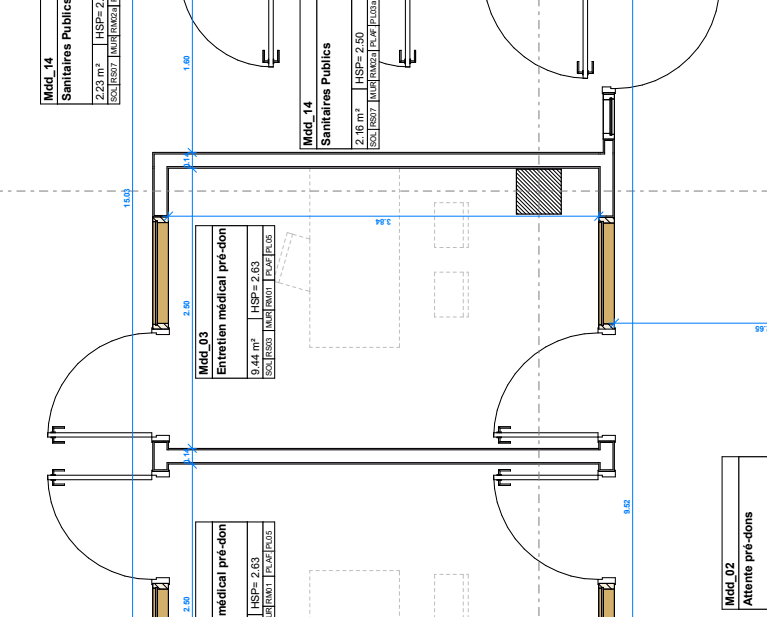 Mdd_14
Sanitaires Publics
2.23 m² HSP= 2.
SOL RS07 MUR RM02a
Mdd_14
Sanitaires Publics
2.16 m² HSP= 2.50
SOL RS07 MUR RM02a PLAF PL03a
1.60
0.14
15.03
3.84
2.50
Mdd_03
Entretien médical pré-don
9.44 m² HSP= 2.63
SOL RS03 MUR RM01 PLAF PL05
0.14
9.52
médical pré-don
HSP= 2.63
UR RM01 PLAF PL05
2.50
Mdd_02
Attente pré-dons